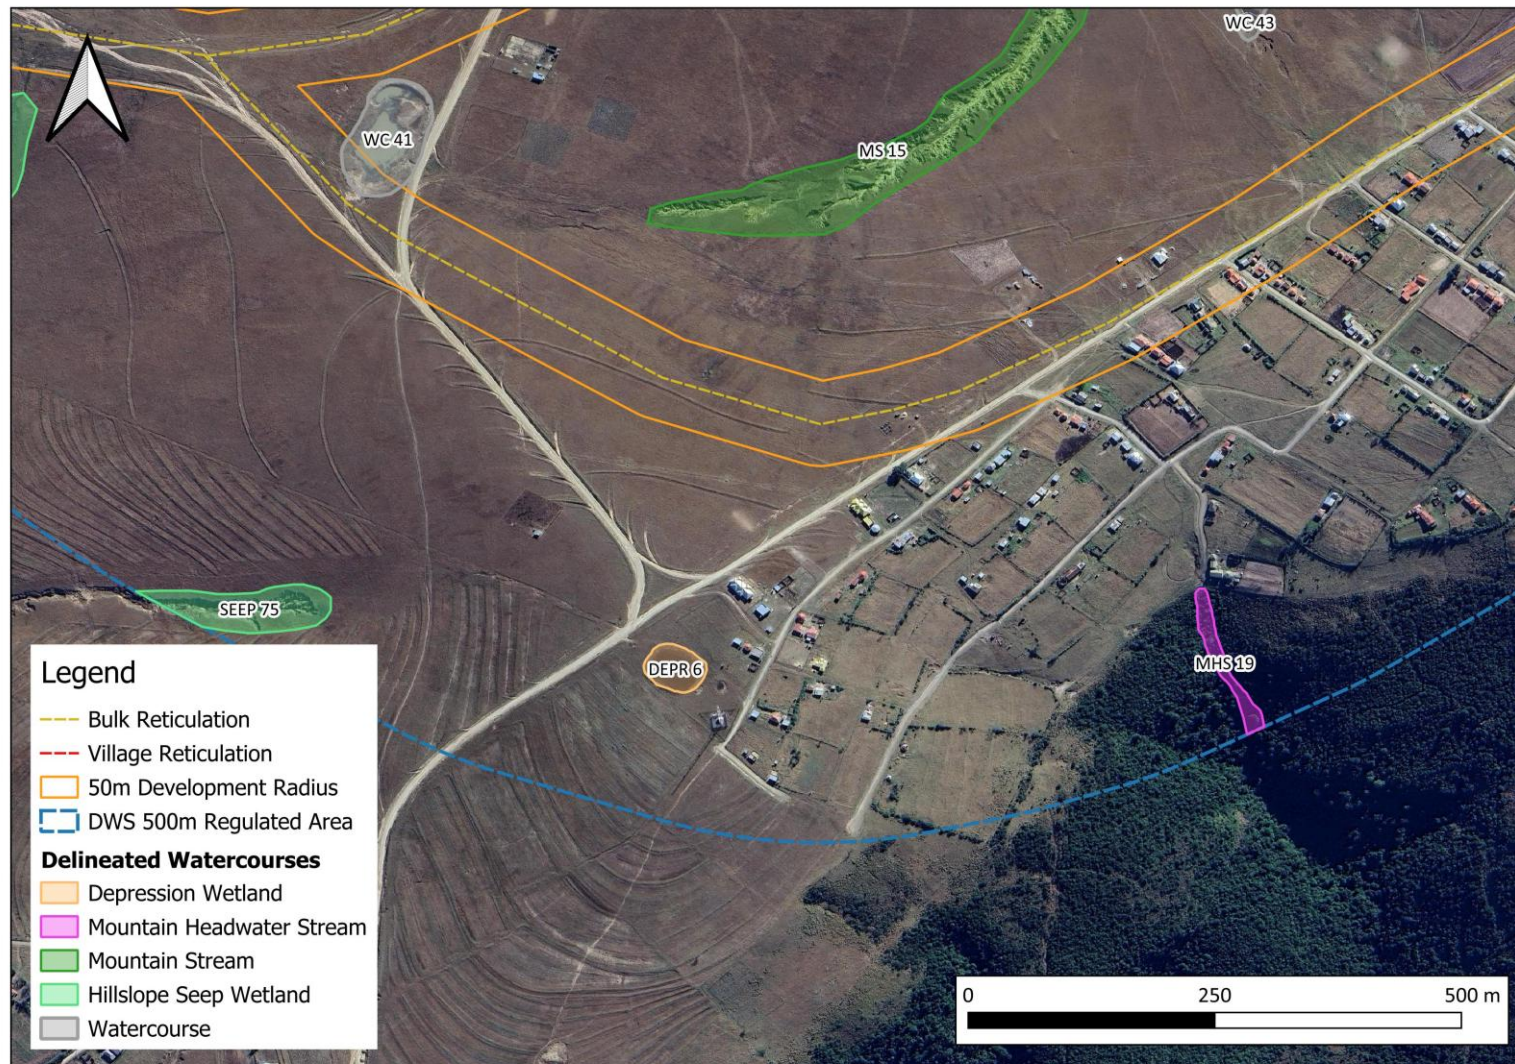 WC 43
WC 41
MS 15
SEEP 75
DEPR 6
MHS 19
Legend
Bulk Reticulation
Village Reticulation
50m Development Radius
DWS 500m Regulated Area
Delineated Watercourses
Depression Wetland
Mountain Headwater Stream
Mountain Stream
Hillslope Seep Wetland
Watercourse
0 250 500 m